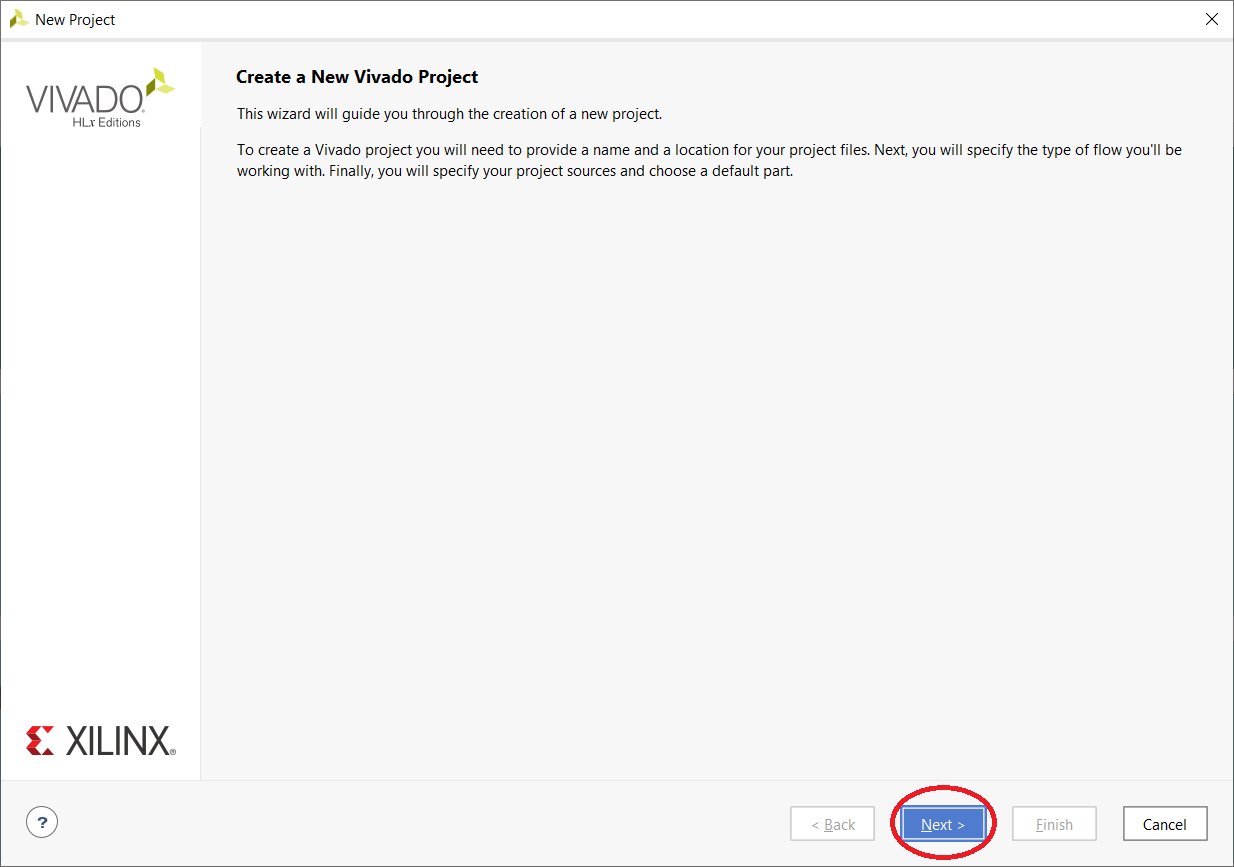 New Project
VIVADO
HLx Editions
Create a New Vivado Project
This wizard will guide you through the creation of a new project.
To create a Vivado project you will need to provide a name and a location for your project files. Next, you will specify the type of flow you'll be
working with. Finally, you will specify your project sources and choose a default part.
XILINX®
?
< Back
Next >
Finish
Cancel